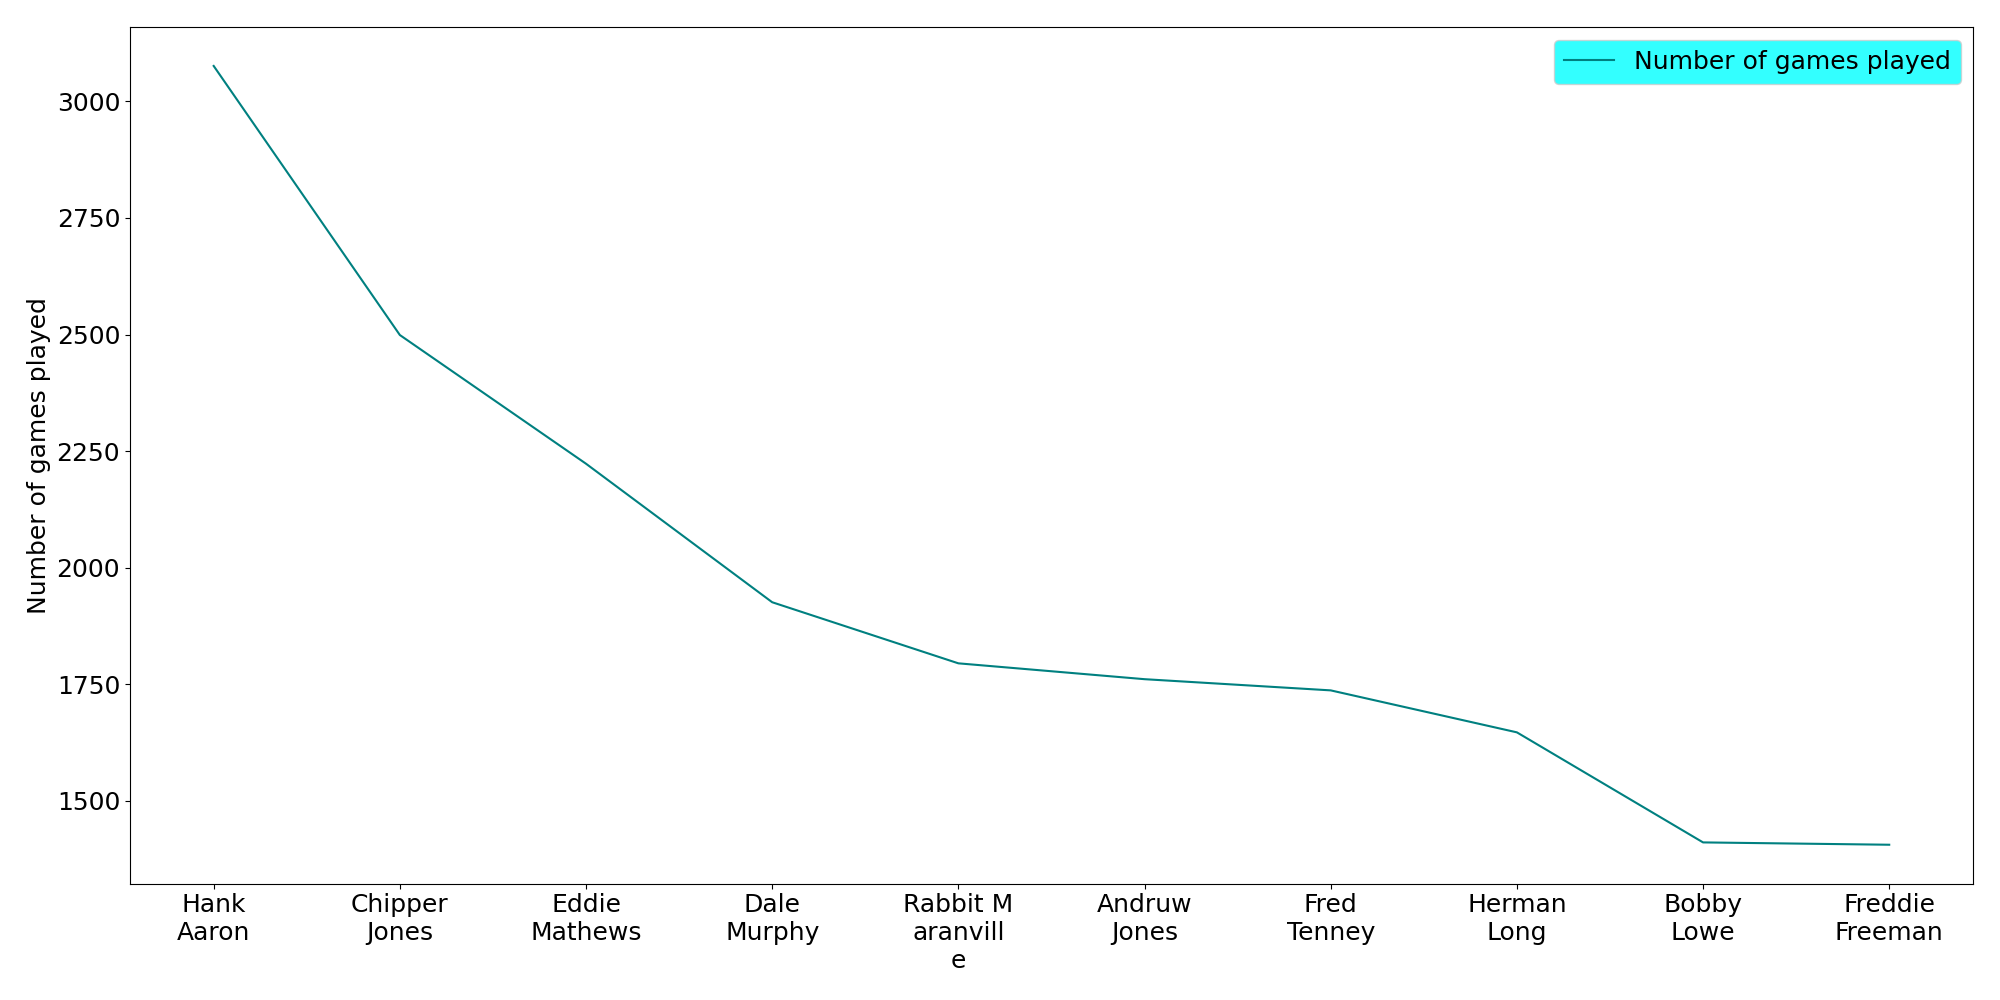 Number of games played
3000
2750
2500
2250
2000
1750
1500
Number of games played
Hank
Aaron
Chipper
Jones
Eddie
Mathews
Dale
Murphy
Rabbit M
aranvill
e
Andruw
Jones
Fred
Tenney
Herman
Long
Bobby
Lowe
Freddie
Freeman